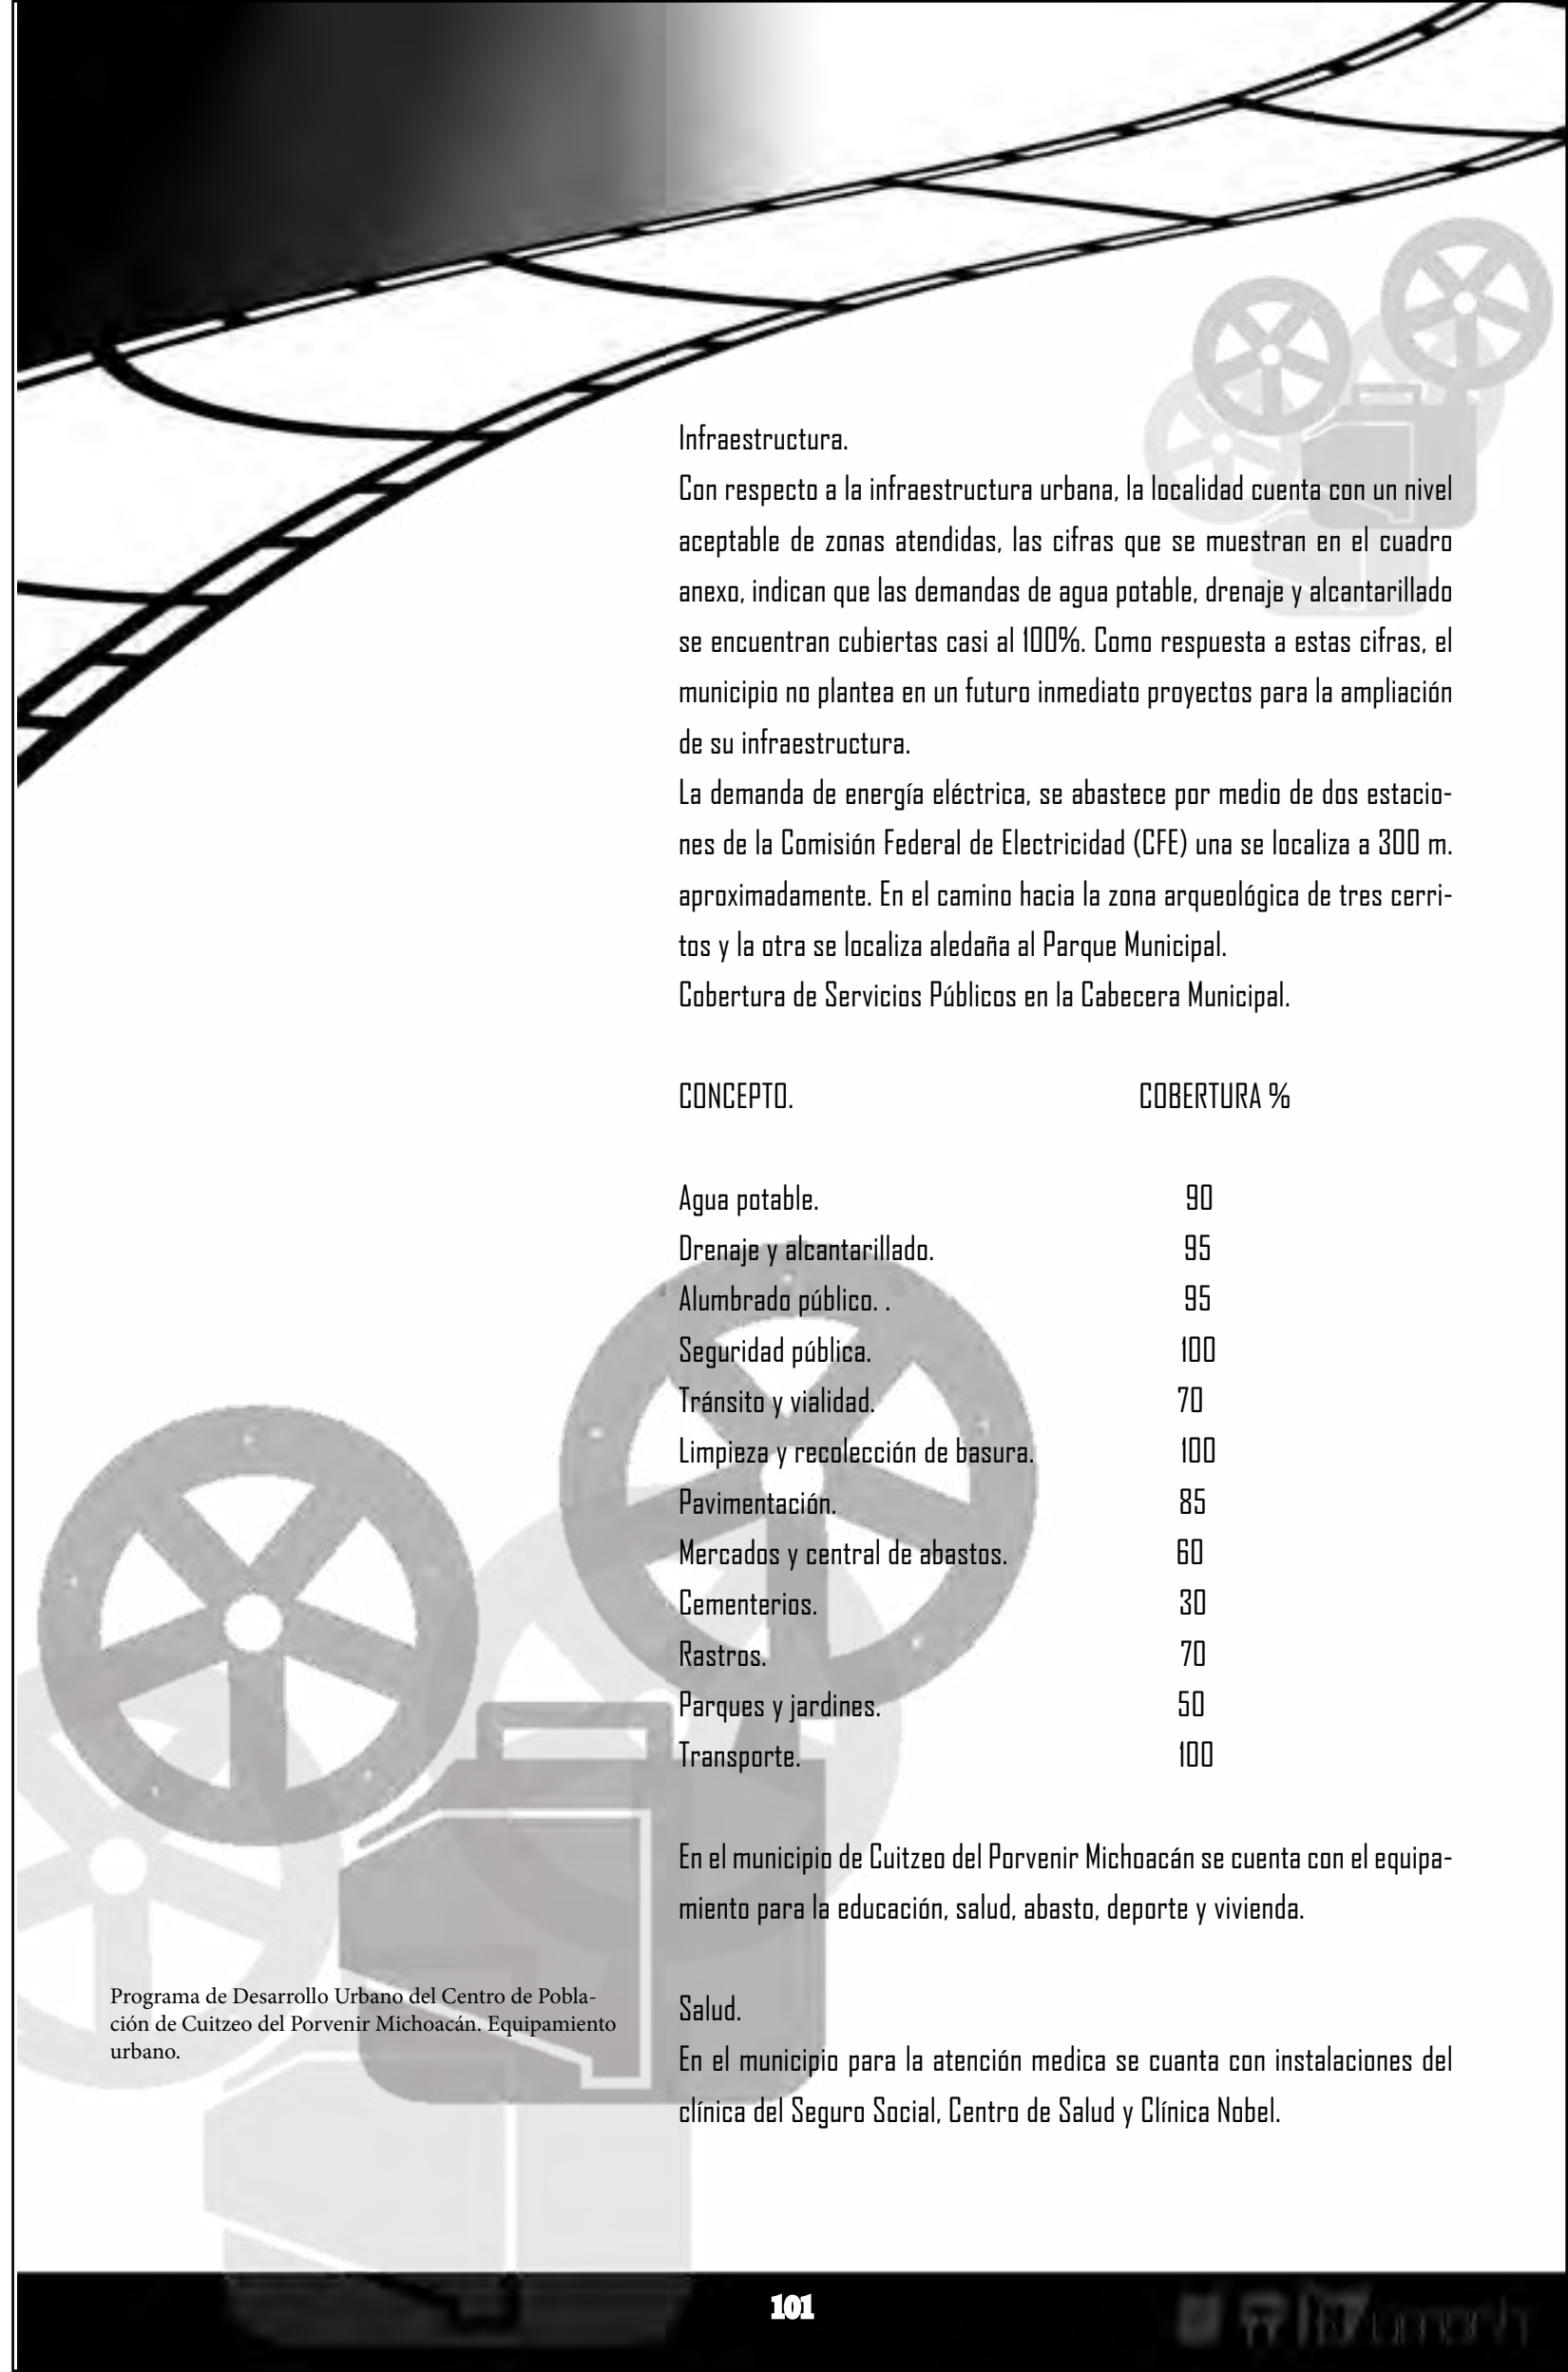 Infraestructura.
Con respecto a la infraestructura urbana, la localidad cuenta con un nivel
aceptable de zonas atendidas, las cifras que se muestran en el cuadro
anexo, indican que las demandas de agua potable, drenaje y alcantarillado
se encuentran cubiertas casi al 100%. Como respuesta a estas cifras, el
municipio no plantea en un futuro inmediato proyectos para la ampliación
de su infraestructura.
La demanda de energía eléctrica, se abastece por medio de dos estacio-
nes de la Comisión Federal de Electricidad (CFE) una se localiza a 300 m.
aproximadamente. En el camino hacia la zona arqueológica de tres cerri-
tos y la otra se localiza aledaña al Parque Municipal.
Cobertura de Servicios Públicos en la Cabecera Municipal.
CONCEPTO. COBERTURA %
Agua potable. 90
Drenaje y alcantarillado. 95
Alumbrado público. . 95
Seguridad pública. 100
Tránsito y vialidad. 70
Limpieza y recolección de basura. 100
Pavimentación. 85
Mercados y central de abastos. 60
Cementerios. 30
Rastros. 70
Parques y jardines. 50
Transporte. 100
En el municipio de Cuitzeo del Porvenir Michoacán se cuenta con el equipa-
miento para la educación, salud, abasto, deporte y vivienda.
Salud.
En el municipio para la atención medica se cuanta con instalaciones del
clínica del Seguro Social, Centro de Salud y Clínica Nobel.
Programa de Desarrollo Urbano del Centro de Pobla-
ción de Cuitzeo del Porvenir Michoacán. Equipamiento
urbano.
101